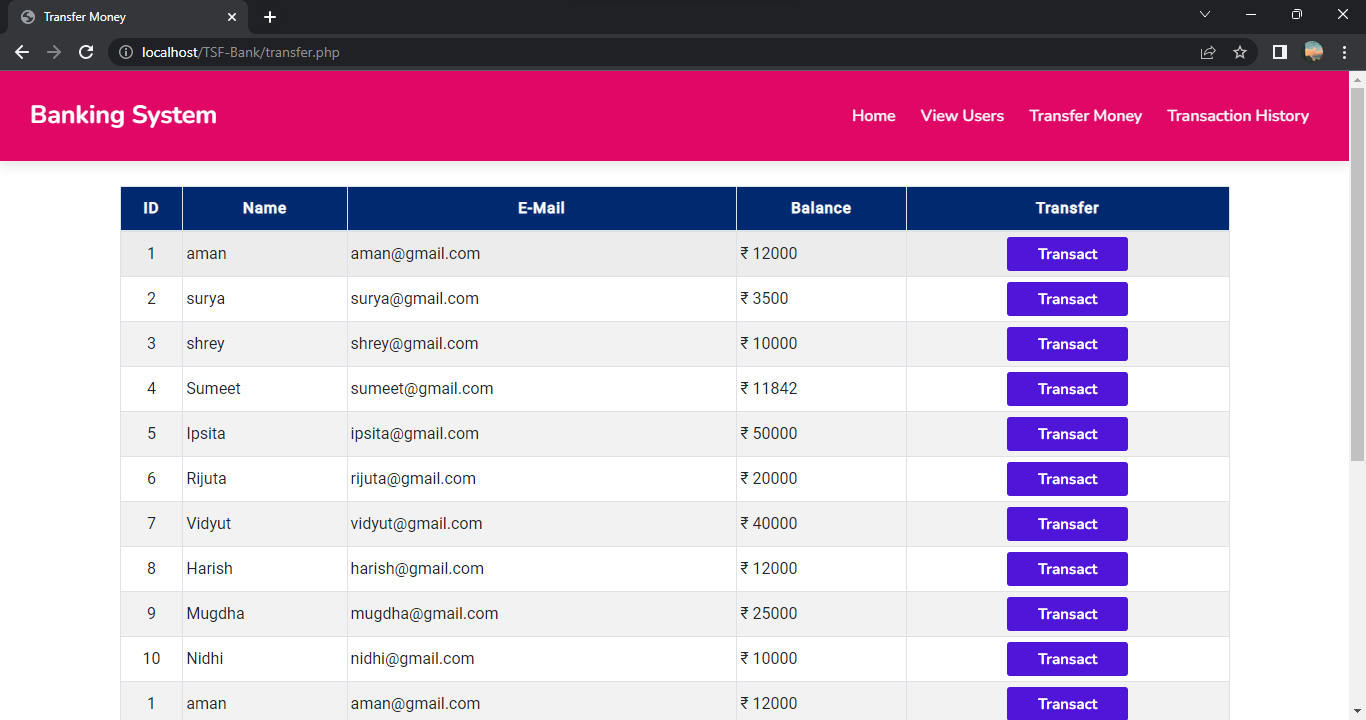 Transfer Money
localhost/TSF-Bank/transfer.php
Banking System Home View Users Transfer Money Transaction History
ID Name E-Mail Balance Transfer
1 aman aman@gmail.com ₹ 12000 Transact
2 surya surya@gmail.com ₹ 3500 Transact
3 shrey shrey@gmail.com ₹ 10000 Transact
4 Sumeet sumeet@gmail.com ₹ 11842 Transact
5 Ipsita ipsita@gmail.com ₹ 50000 Transact
6 Rijuta rijuta@gmail.com ₹ 20000 Transact
7 Vidyut vidyut@gmail.com ₹ 40000 Transact
8 Harish harish@gmail.com ₹ 12000 Transact
9 Mugdha mugdha@gmail.com ₹ 25000 Transact
10 Nidhi nidhi@gmail.com ₹ 10000 Transact
1 aman aman@gmail.com ₹ 12000 Transact